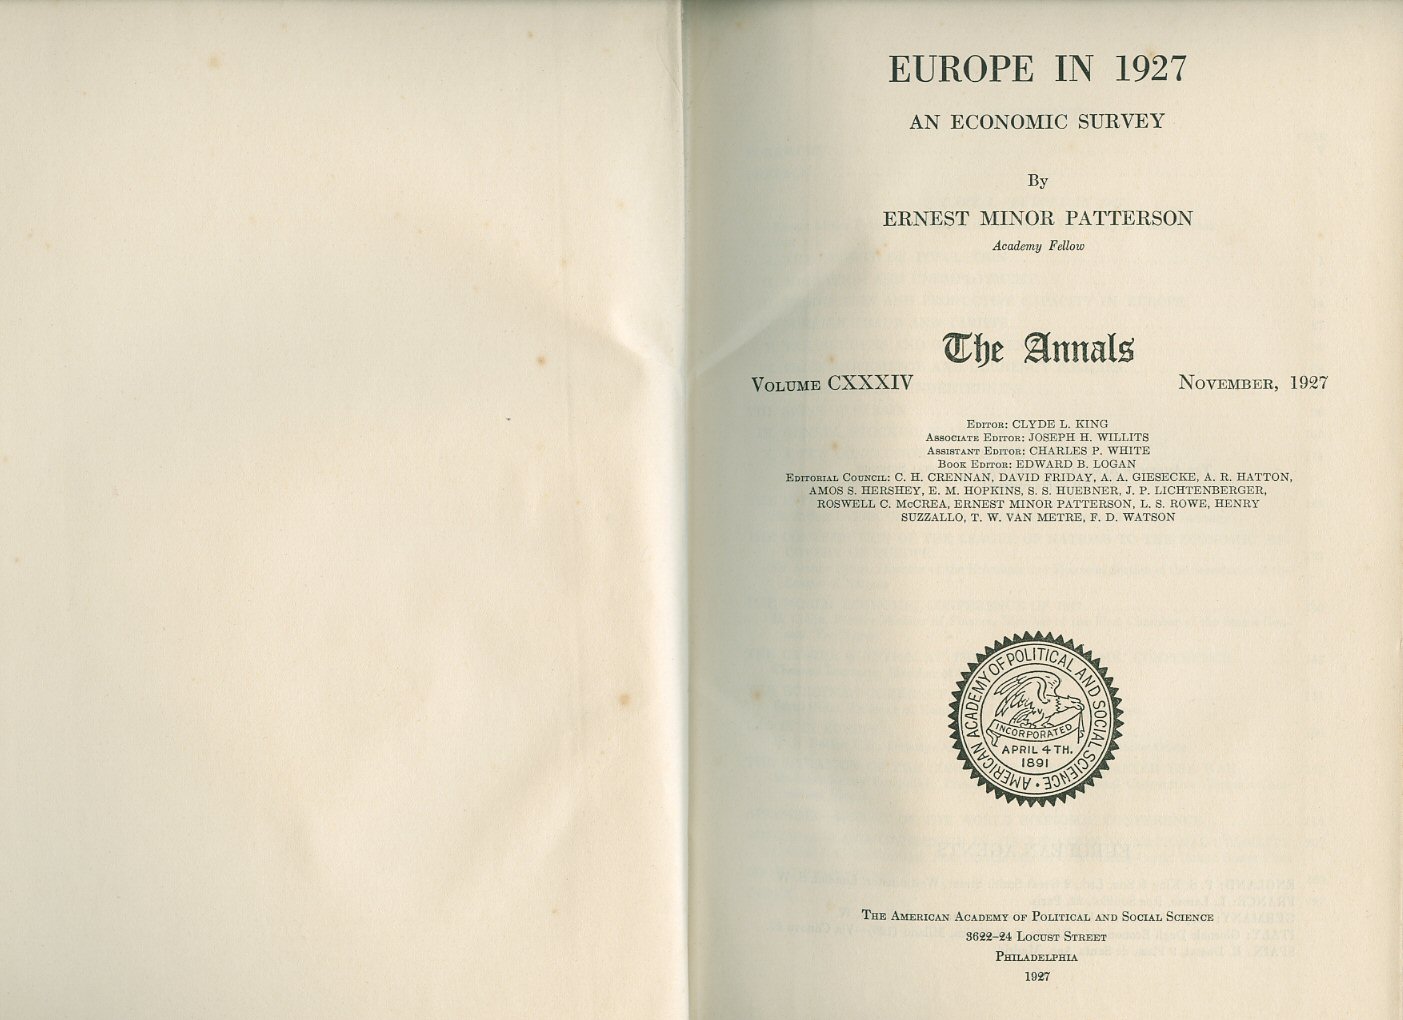 EUROPE IN 1927
AN ECONOMIC SURVEY
By
ERNEST MINOR PATTERSON
Academy Fellow
The Annals
VOLUME CXXXIV NOVEMBER, 1927
EDITOR: CLYDE L. KING
ASSOCIATE EDITOR: JOSEPH H. WILLITS
ASSISTANT EDITOR: CHARLES P. WHITE
BOOK EDITOR: EDWARD B. LOGAN
EDITORIAL COUNCIL: C. H. CRENNAN, DAVID FRIDAY, A. A. GIESECKE, A. R. HATTON,
AMOS S. HERSHEY, E. M. HOPKINS, S. S. HUEBNER, J. P. LICHTENBERGER,
ROSWELL C. McCREA, ERNEST MINOR PATTERSON, L. S. ROWE, HENRY
SUZZALLO, T. W. VAN METRE, F. D. WATSON
AMERICAN ACADEMY OF POLITICAL AND SOCIAL SCIENCE
INCORPORATED
APRIL 4TH.
1891
THE AMERICAN ACADEMY OF POLITICAL AND SOCIAL SCIENCE
3622-24 LOCUST STREET
PHILADELPHIA
1927